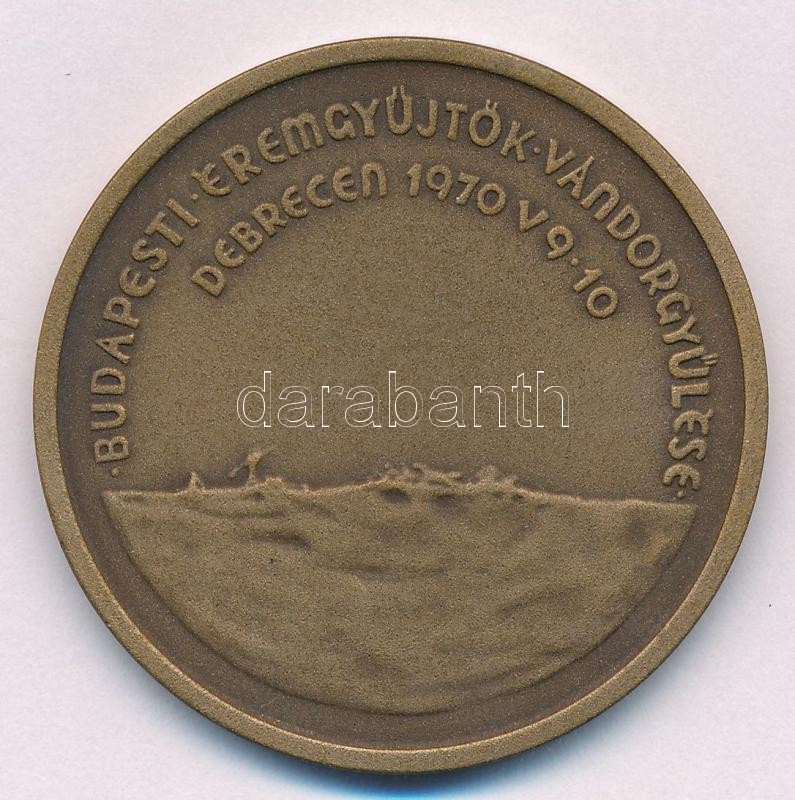 ·BUDAPESTI·ÉREMGYŰJTŐK·VÁNDORGYŰLÉSE·
DEBRECEN 1970 V 9·10
darabanth